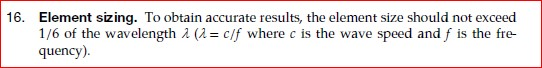 16. Element sizing. To obtain accurate results, the element size should not exceed
1/6 of the wavelength λ (λ = c/f where c is the wave speed and f is the fre-
quency).